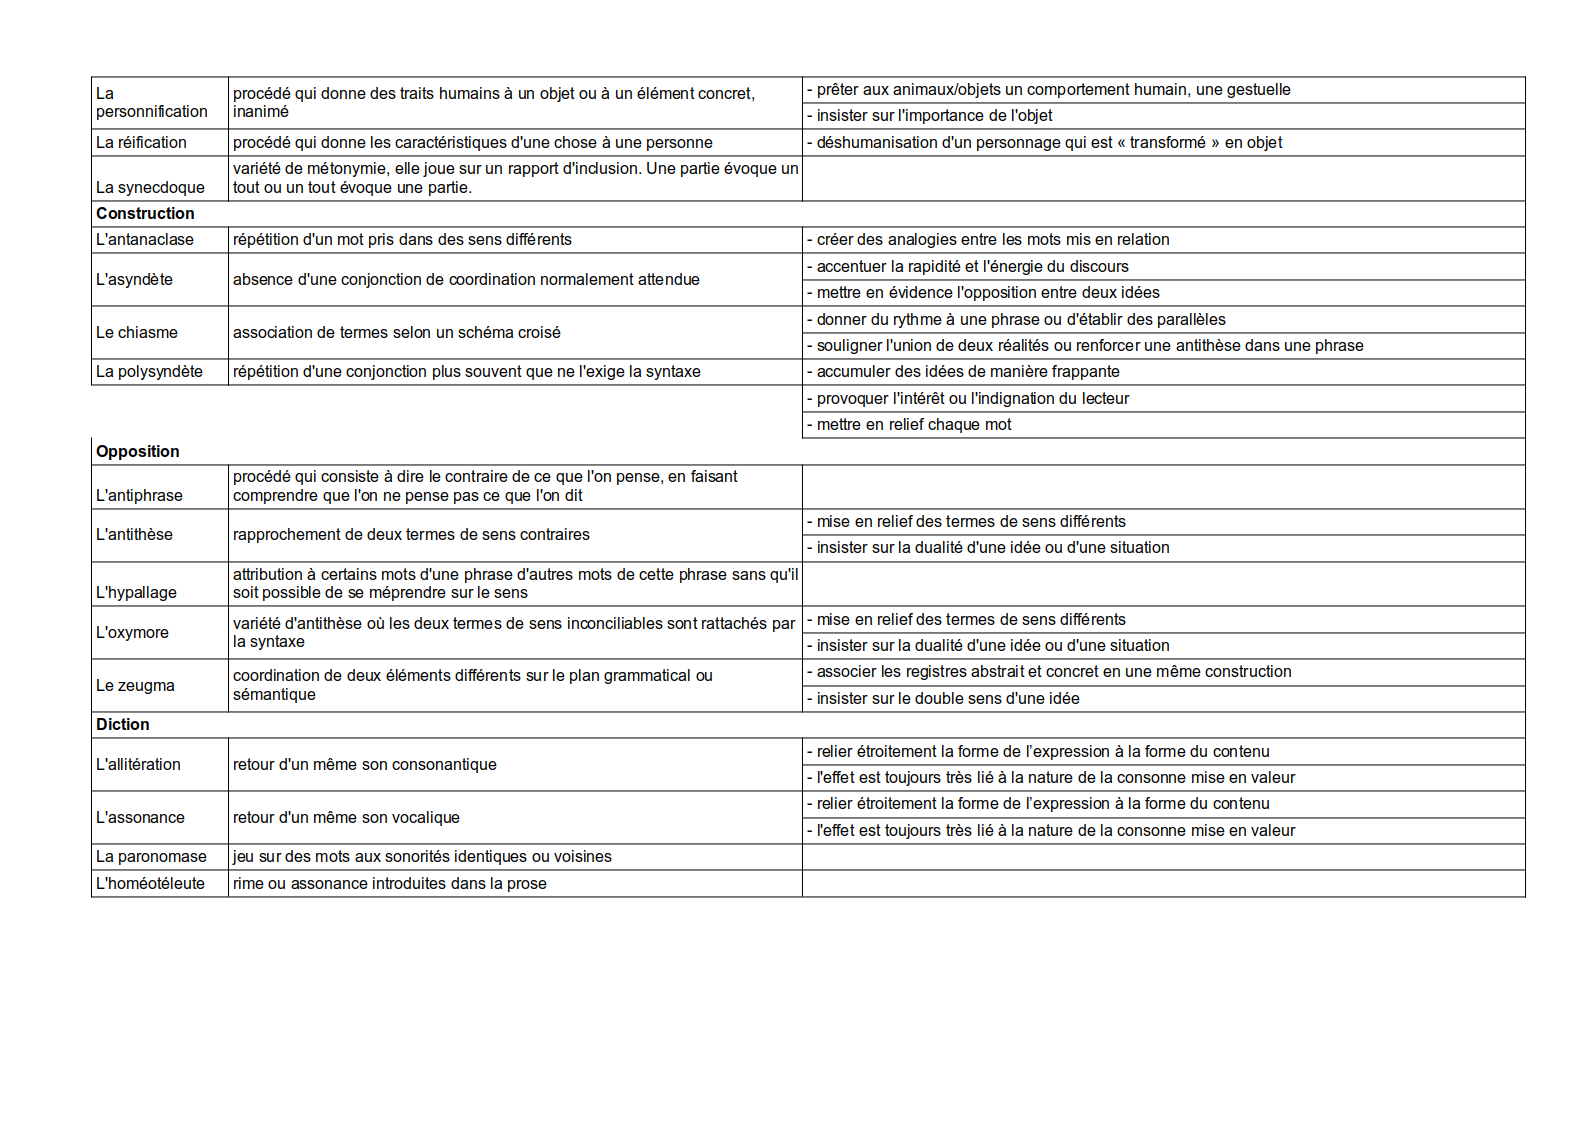 La personnification
procédé qui donne des traits humains à un objet ou à un élément concret,
inanimé
- prêter aux animaux/objets un comportement humain, une gestuelle
- insister sur l'importance de l'objet
La réification
procédé qui donne les caractéristiques d'une chose à une personne
- déshumanisation d'un personnage qui est « transformé » en objet
La synecdoque
variété de métonymie, elle joue sur un rapport d'inclusion. Une partie évoque un
tout ou un tout évoque une partie.
Construction
L'antanaclase
répétition d'un mot pris dans des sens différents
- créer des analogies entre les mots mis en relation
L'asyndète
absence d'une conjonction de coordination normalement attendue
- accentuer la rapidité et l'énergie du discours
- mettre en évidence l'opposition entre deux idées
Le chiasme
association de termes selon un schéma croisé
- donner du rythme à une phrase ou d'établir des parallèles
- souligner l'union de deux réalités ou renforcer une antithèse dans une phrase
La polysyndète
répétition d'une conjonction plus souvent que ne l'exige la syntaxe
- accumuler des idées de manière frappante
- provoquer l'intérêt ou l'indignation du lecteur
- mettre en relief chaque mot
Opposition
L'antiphrase
procédé qui consiste à dire le contraire de ce que l'on pense, en faisant
comprendre que l'on ne pense pas ce que l'on dit
L'antithèse
rapprochement de deux termes de sens contraires
- mise en relief des termes de sens différents
- insister sur la dualité d'une idée ou d'une situation
L'hypallage
attribution à certains mots d'une phrase d'autres mots de cette phrase sans qu'il
soit possible de se méprendre sur le sens
L'oxymore
variété d'antithèse où les deux termes de sens inconciliables sont rattachés par
la syntaxe
- mise en relief des termes de sens différents
- insister sur la dualité d'une idée ou d'une situation
Le zeugma
coordination de deux éléments différents sur le plan grammatical ou
sémantique
- associer les registres abstrait et concret en une même construction
- insister sur le double sens d'une idée
Diction
L'allitération
retour d'un même son consonantique
- relier étroitement la forme de l’expression à la forme du contenu
- l'effet est toujours très lié à la nature de la consonne mise en valeur
L'assonance
retour d'un même son vocalique
- relier étroitement la forme de l’expression à la forme du contenu
- l'effet est toujours très lié à la nature de la consonne mise en valeur
La paronomase
jeu sur des mots aux sonorités identiques ou voisines
L'homéotéleute
rime ou assonance introduites dans la prose